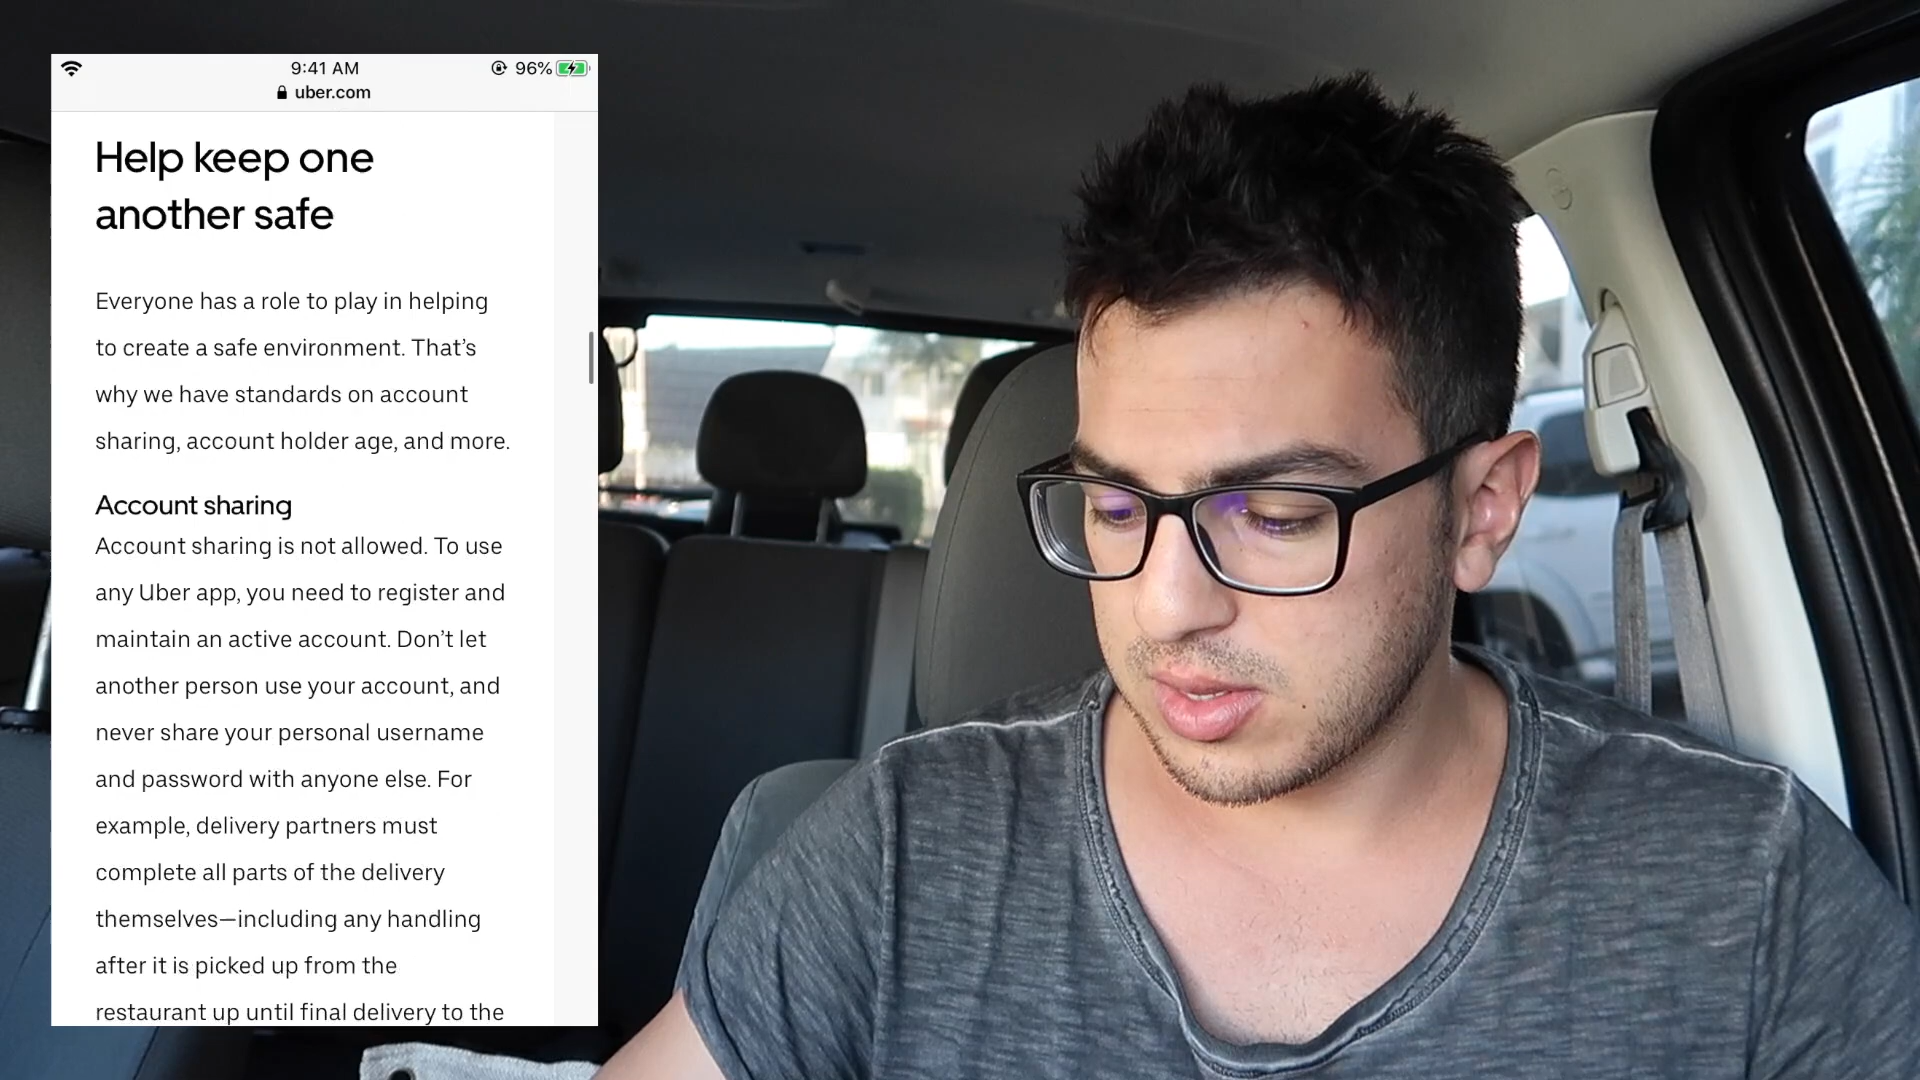 9:41 AM
96%
uber.com
Help keep one
another safe
Everyone has a role to play in helping
to create a safe environment. That’s
why we have standards on account
sharing, account holder age, and more.
Account sharing
Account sharing is not allowed. To use
any Uber app, you need to register and
maintain an active account. Don’t let
another person use your account, and
never share your personal username
and password with anyone else. For
example, delivery partners must
complete all parts of the delivery
themselves—including any handling
after it is picked up from the
restaurant up until final delivery to the